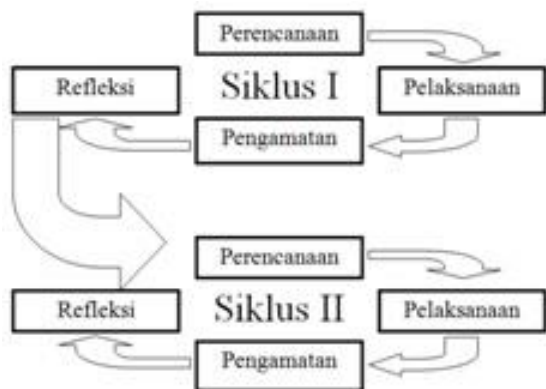 Perencanaan
Refleksi
Siklus I
Pelaksanaan
Pengamatan
Perencanaan
Refleksi
Siklus II
Pelaksanaan
Pengamatan